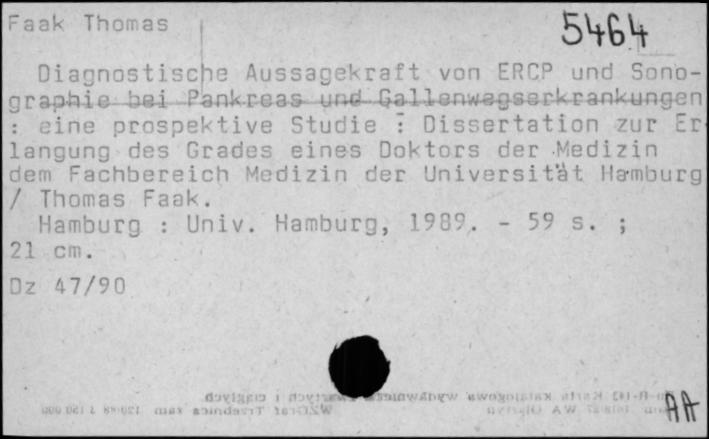 Faak Thomas
5464
Diagnostische Aussagekraft von ERCP und Sono-
graphie bei Pankreas und Gallenwegserkrankungen
: eine prospektive Studie : Dissertation zur Er-
langung des Grades eines Doktors der Medizin
dem Fachbereich Medizin der Universität Hamburg
/ Thomas Faak.
Hamburg : Univ. Hamburg, 1989. - 59 s. ;
21 cm.
Dz 47/90
AA